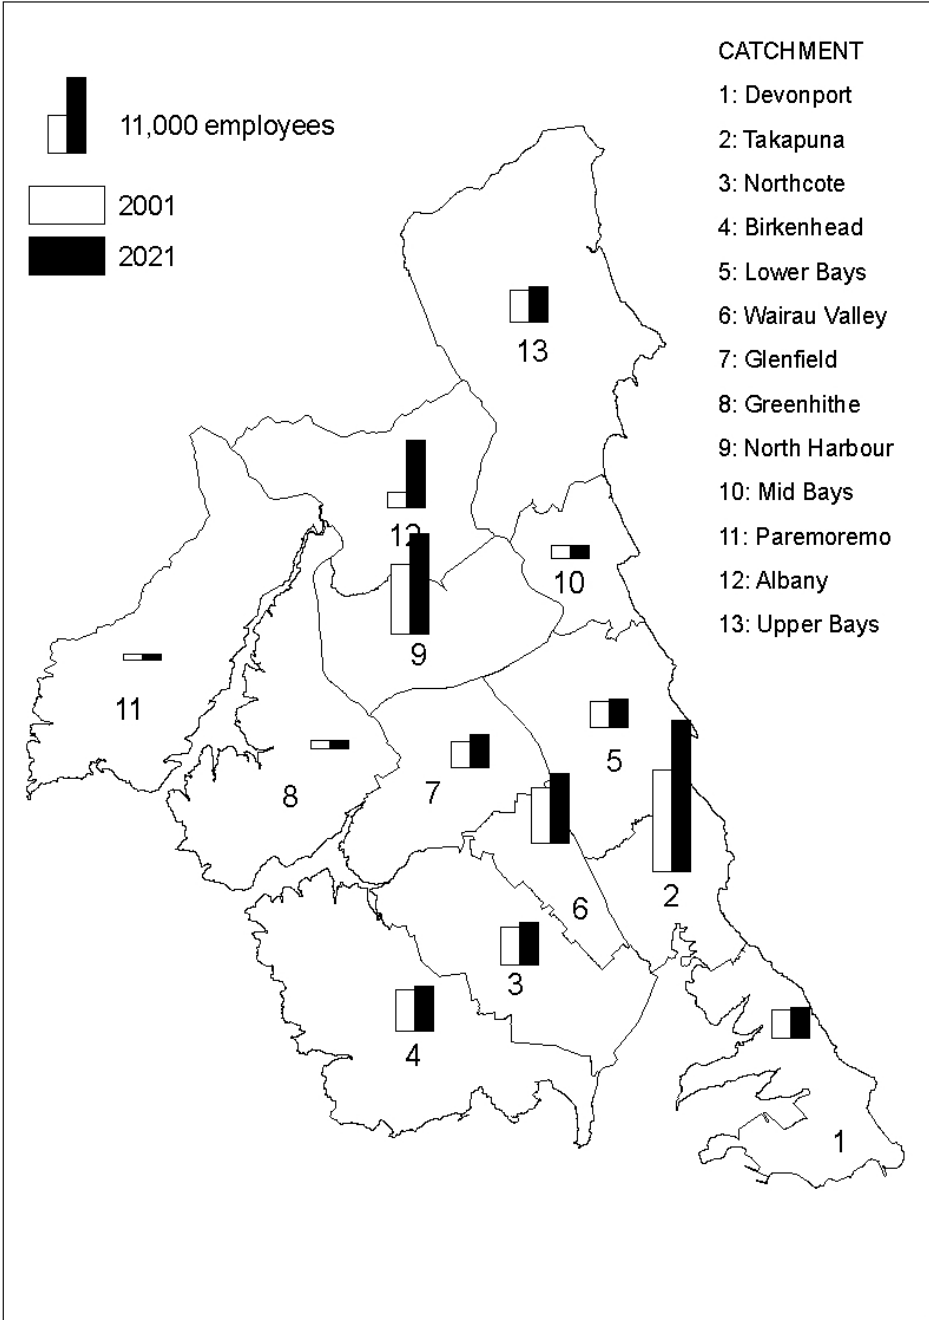 CATCHMENT
1: Devonport
2: Takapuna
3: Northcote
4: Birkenhead
5: Lower Bays
6: Wairau Valley
7: Glenfield
8: Greenhithe
9: North Harbour
10: Mid Bays
11: Paremoremo
12: Albany
13: Upper Bays
11,000 employees
2001
2021
13
12
10
9
11
5
7
8
2
6
3
4
1